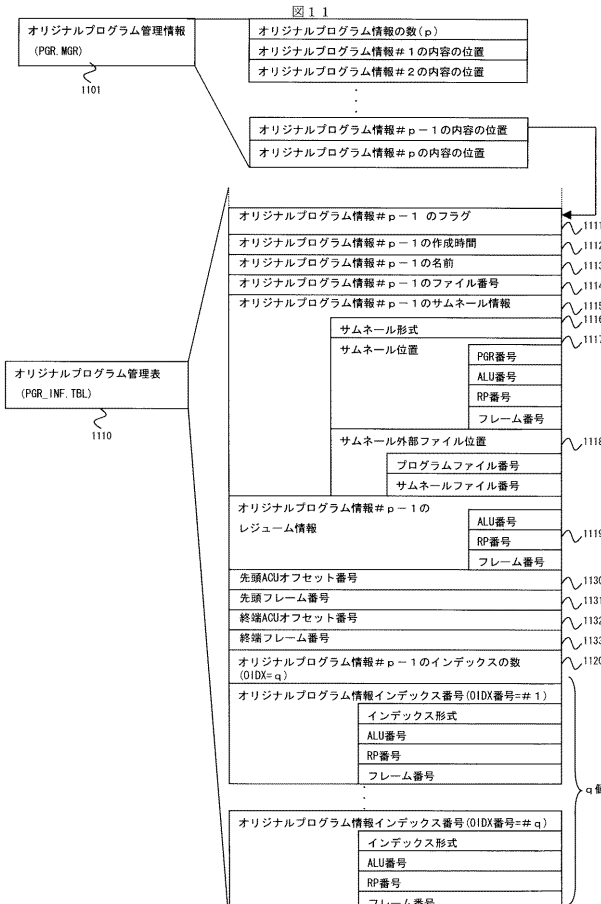 図11
オリジナルプログラム管理情報
(PGR.MGR)
1101
オリジナルプログラム情報の数(p)
オリジナルプログラム情報#1の内容の位置
オリジナルプログラム情報#2の内容の位置
オリジナルプログラム情報#p-1の内容の位置
オリジナルプログラム情報#pの内容の位置
オリジナルプログラム管理表
(PGR_INF.TBL)
1110
オリジナルプログラム情報#p-1 のフラグ
1111
オリジナルプログラム情報#p-1の作成時間
1112
オリジナルプログラム情報#p-1の名前
1113
オリジナルプログラム情報#p-1のファイル番号
1114
オリジナルプログラム情報#p-1のサムネール情報
1115
サムネール形式
1116
サムネール位置
1117
PGR番号
ALU番号
RP番号
フレーム番号
サムネール外部ファイル位置
1118
プログラムファイル番号
サムネールファイル番号
オリジナルプログラム情報#p-1の
レジューム情報
ALU番号
RP番号
フレーム番号
1119
先頭ACUオフセット番号
1130
先頭フレーム番号
1131
終端ACUオフセット番号
1132
終端フレーム番号
1133
オリジナルプログラム情報#p-1のインデックスの数
(OIDX=q)
1120
オリジナルプログラム情報インデックス番号(OIDX番号=#1)
インデックス形式
ALU番号
RP番号
フレーム番号
q個
オリジナルプログラム情報インデックス番号(OIDX番号=#q)
インデックス形式
ALU番号
RP番号
フレーム番号